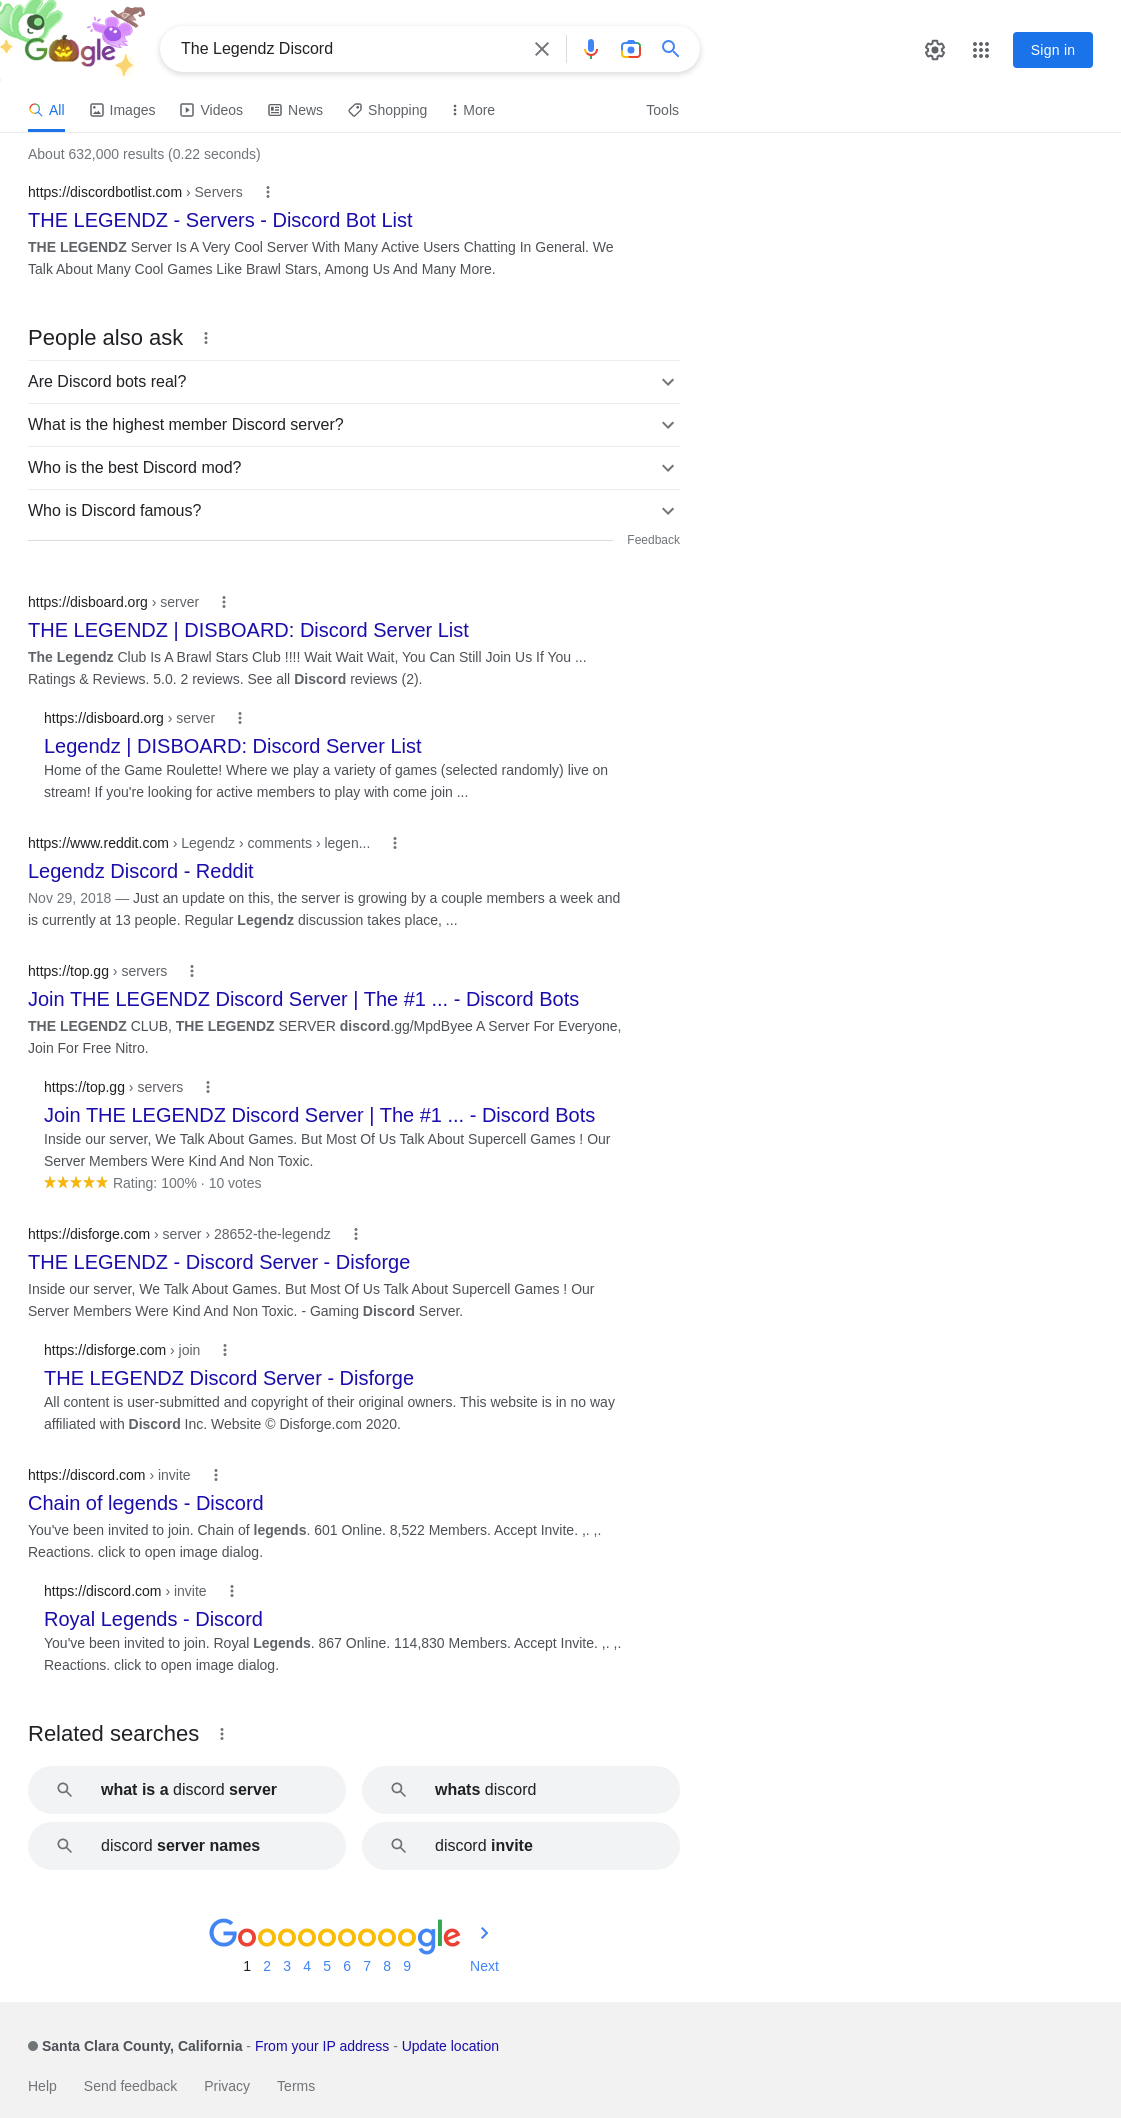 Google
The Legendz Discord
Sign in
All Images Videos News Shopping More Tools
About 632,000 results (0.22 seconds)
https://discordbotlist.com › Servers
THE LEGENDZ - Servers - Discord Bot List
THE LEGENDZ Server Is A Very Cool Server With Many Active Users Chatting In General. We
Talk About Many Cool Games Like Brawl Stars, Among Us And Many More.
People also ask
Are Discord bots real?
What is the highest member Discord server?
Who is the best Discord mod?
Who is Discord famous?
Feedback
https://disboard.org › server
THE LEGENDZ | DISBOARD: Discord Server List
The Legendz Club Is A Brawl Stars Club !!!! Wait Wait Wait, You Can Still Join Us If You ...
Ratings & Reviews. 5.0. 2 reviews. See all Discord reviews (2).
https://disboard.org › server
Legendz | DISBOARD: Discord Server List
Home of the Game Roulette! Where we play a variety of games (selected randomly) live on
stream! If you're looking for active members to play with come join ...
https://www.reddit.com › Legendz › comments › legen...
Legendz Discord - Reddit
Nov 29, 2018 — Just an update on this, the server is growing by a couple members a week and
is currently at 13 people. Regular Legendz discussion takes place, ...
https://top.gg › servers
Join THE LEGENDZ Discord Server | The #1 ... - Discord Bots
THE LEGENDZ CLUB, THE LEGENDZ SERVER discord.gg/MpdByee A Server For Everyone,
Join For Free Nitro.
https://top.gg › servers
Join THE LEGENDZ Discord Server | The #1 ... - Discord Bots
Inside our server, We Talk About Games. But Most Of Us Talk About Supercell Games ! Our
Server Members Were Kind And Non Toxic.
Rating: 100% · 10 votes
https://disforge.com › server › 28652-the-legendz
THE LEGENDZ - Discord Server - Disforge
Inside our server, We Talk About Games. But Most Of Us Talk About Supercell Games ! Our
Server Members Were Kind And Non Toxic. - Gaming Discord Server.
https://disforge.com › join
THE LEGENDZ Discord Server - Disforge
All content is user-submitted and copyright of their original owners. This website is in no way
affiliated with Discord Inc. Website © Disforge.com 2020.
https://discord.com › invite
Chain of legends - Discord
You've been invited to join. Chain of legends. 601 Online. 8,522 Members. Accept Invite. ,. ,.
Reactions. click to open image dialog.
https://discord.com › invite
Royal Legends - Discord
You've been invited to join. Royal Legends. 867 Online. 114,830 Members. Accept Invite. ,. ,.
Reactions. click to open image dialog.
Related searches
what is a discord server
whats discord
discord server names
discord invite
Gooooooooogle
1 2 3 4 5 6 7 8 9 Next
Santa Clara County, California - From your IP address - Update location
Help Send feedback Privacy Terms